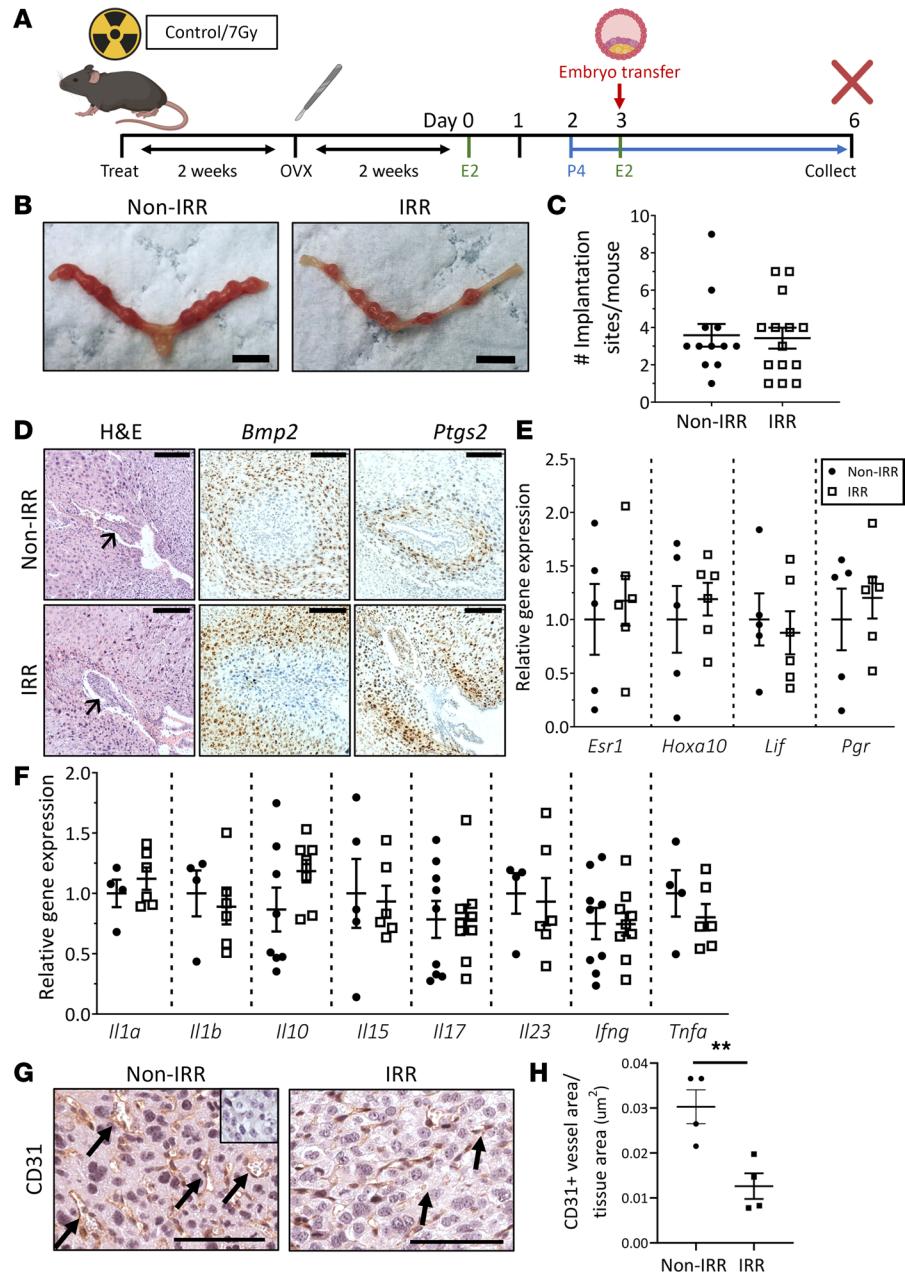 A
Control/7Gy
Embryo transfer
Day 0 1 2 3 6
Treat 2 weeks OVX 2 weeks E2 P4 E2 Collect
B
Non-IRR IRR
C
# Implantation
sites/mouse
10
8
6
4
2
0
Non-IRR IRR
D
H&E Bmp2 Ptgs2
Non-IRR
IRR
E
Relative gene expression
2.5
2.0
1.5
1.0
0.5
0.0
Non-IRR
IRR
Esr1 Hoxa10 Lif Pgr
F
Relative gene expression
2.0
1.5
1.0
0.5
0.0
Il1a Il1b Il10 Il15 Il17 Il23 Ifng Tnfa
G
Non-IRR IRR
CD31
H
CD31+ vessel area/
tissue area (um²)
**
0.04
0.03
0.02
0.01
0.00
Non-IRR IRR